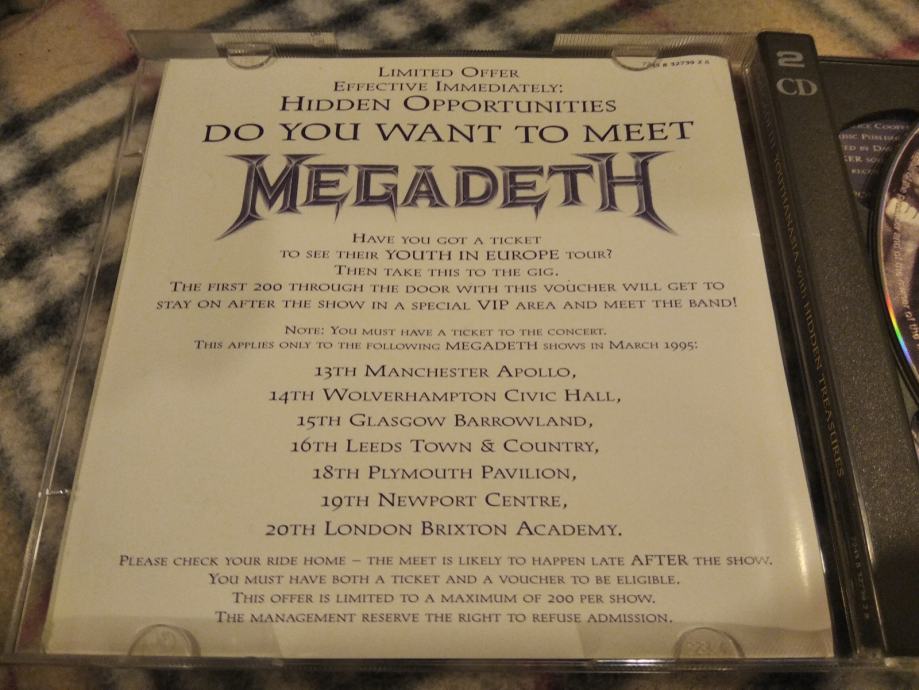 Limited Offer
Effective Immediately:
Hidden Opportunities
DO YOU WANT TO MEET
MEGADETH
Have you got a ticket
to see their YOUTH IN EUROPE tour?
Then take this to the gig.
The first 200 through the door with this voucher will get to
stay on after the show in a special VIP area and meet the band!
Note: You must have a ticket to the concert.
This applies only to the following MEGADETH shows in March 1995:
13th Manchester Apollo,
14th Wolverhampton Civic Hall,
15th Glasgow Barrowland,
16th Leeds Town & Country,
18th Plymouth Pavilion,
19th Newport Centre,
20th London Brixton Academy.
Please check your ride home – the meet is likely to happen late AFTER the show.
You must have both a ticket and a voucher to be eligible.
This offer is limited to a maximum of 200 per show.
The management reserve the right to refuse admission.
2
CD
YOUTHANASIA with HIDDEN TREASURES